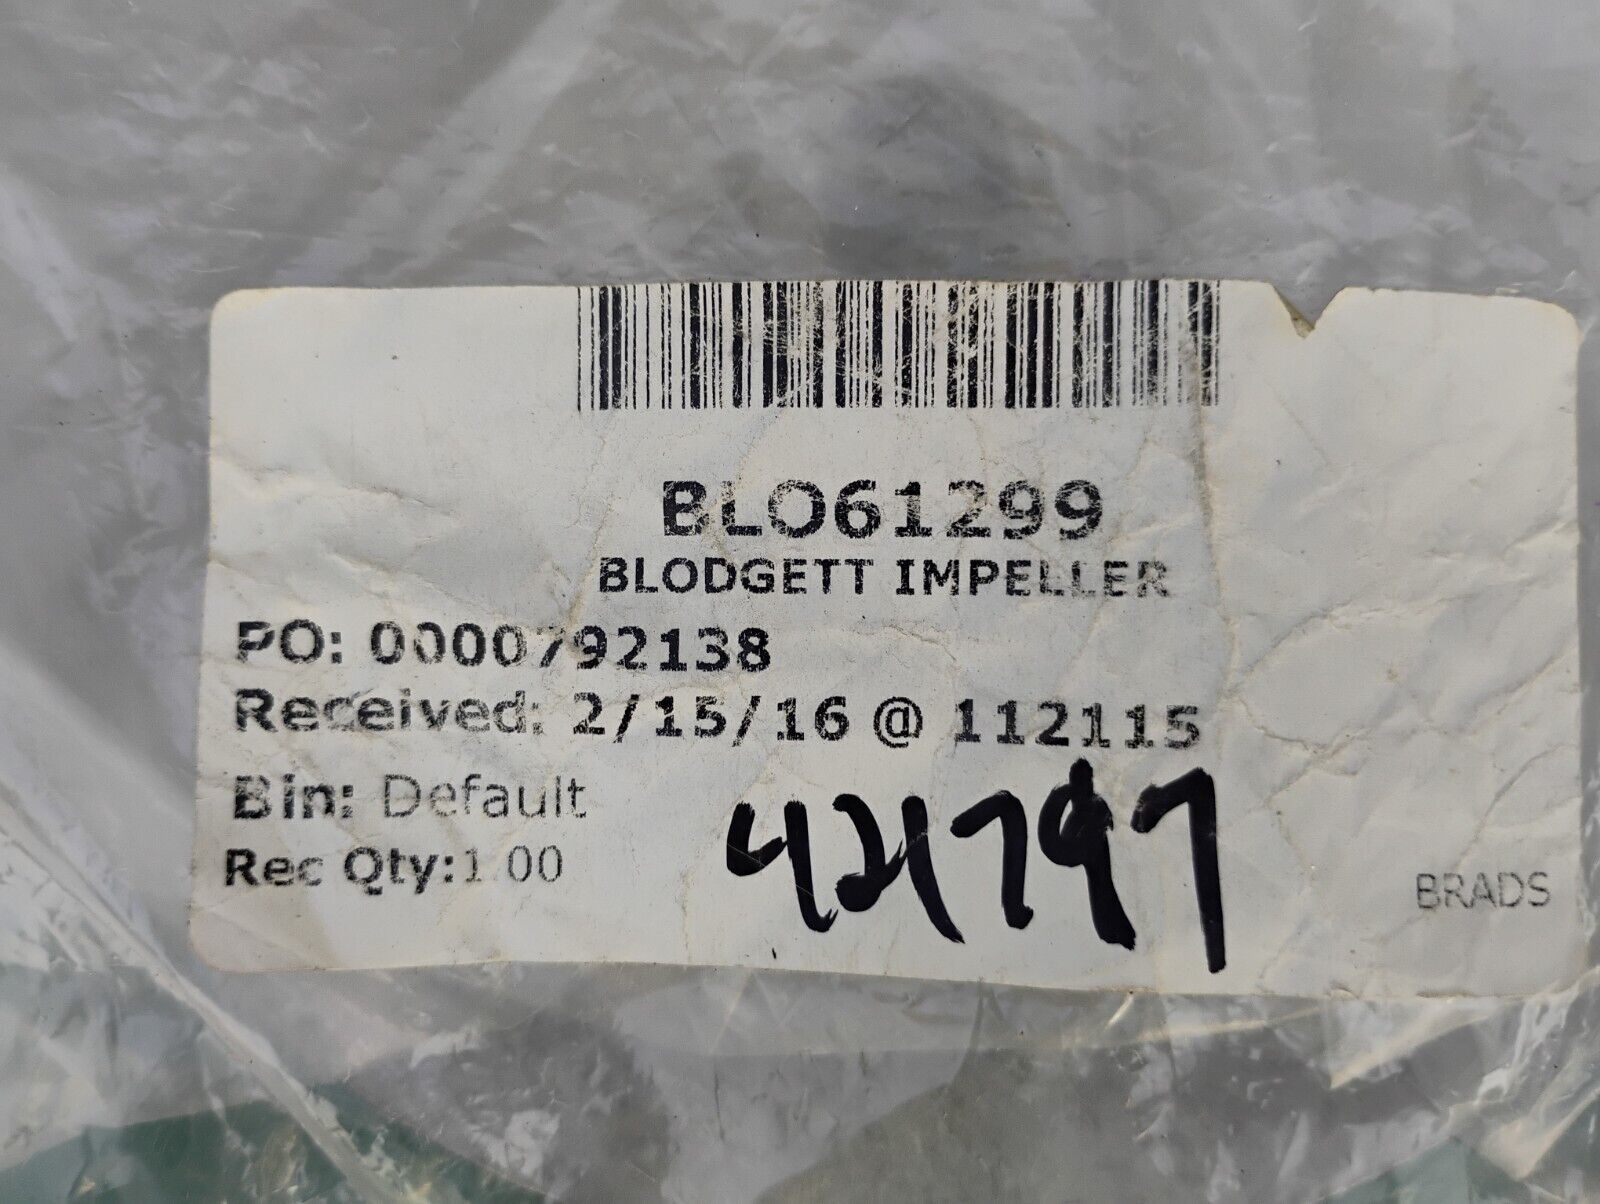 BLO61299
BLODGETT IMPELLER
PO: 0000792138
Received: 2/15/16 @ 112115
Bin: Default
Rec Qty:1.00
421797
BRADS